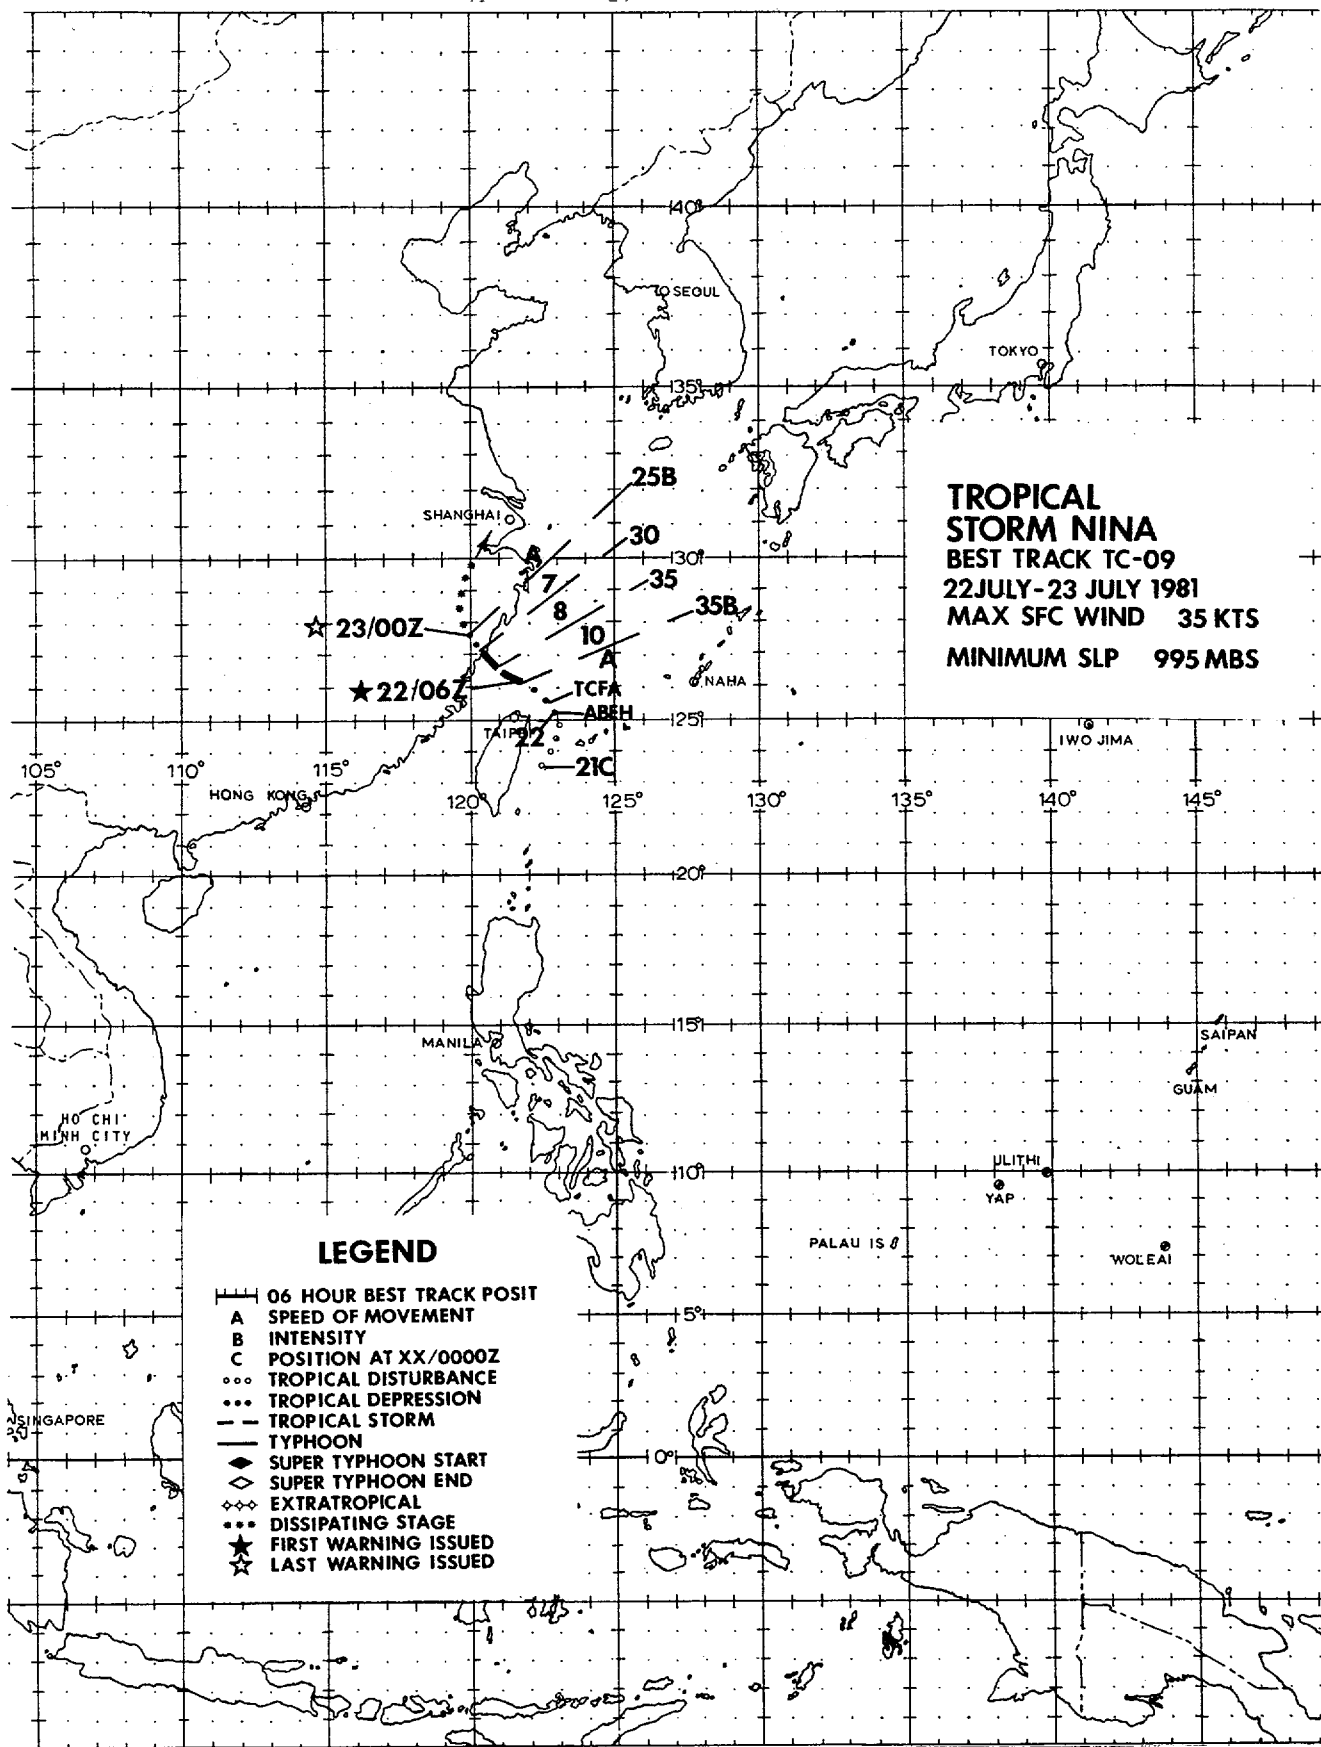 40°
SEOUL
TOKYO
35°
25B
SHANGHAI
30
30°
A
7
35
8
35B
10
A
TROPICAL
STORM NINA
BEST TRACK TC-09
22JULY-23 JULY 1981
MAX SFC WIND 35 KTS
MINIMUM SLP 995 MBS
23/00Z
22/06Z
NAHA
TCFA
ABEH
25°
TAIPEI
22
21C
IWO JIMA
105°
110°
115°
HONG KONG
120°
125°
130°
135°
140°
145°
20°
15°
MANILA
SAIPAN
GUAM
HO CHI
MINH CITY
10°
ULITHI
YAP
PALAU IS
WOLEAI
LEGEND
06 HOUR BEST TRACK POSIT
A SPEED OF MOVEMENT
B INTENSITY
C POSITION AT XX/0000Z
TROPICAL DISTURBANCE
TROPICAL DEPRESSION
TROPICAL STORM
TYPHOON
SUPER TYPHOON START
SUPER TYPHOON END
EXTRATROPICAL
DISSIPATING STAGE
FIRST WARNING ISSUED
LAST WARNING ISSUED
5°
SINGAPORE
0°